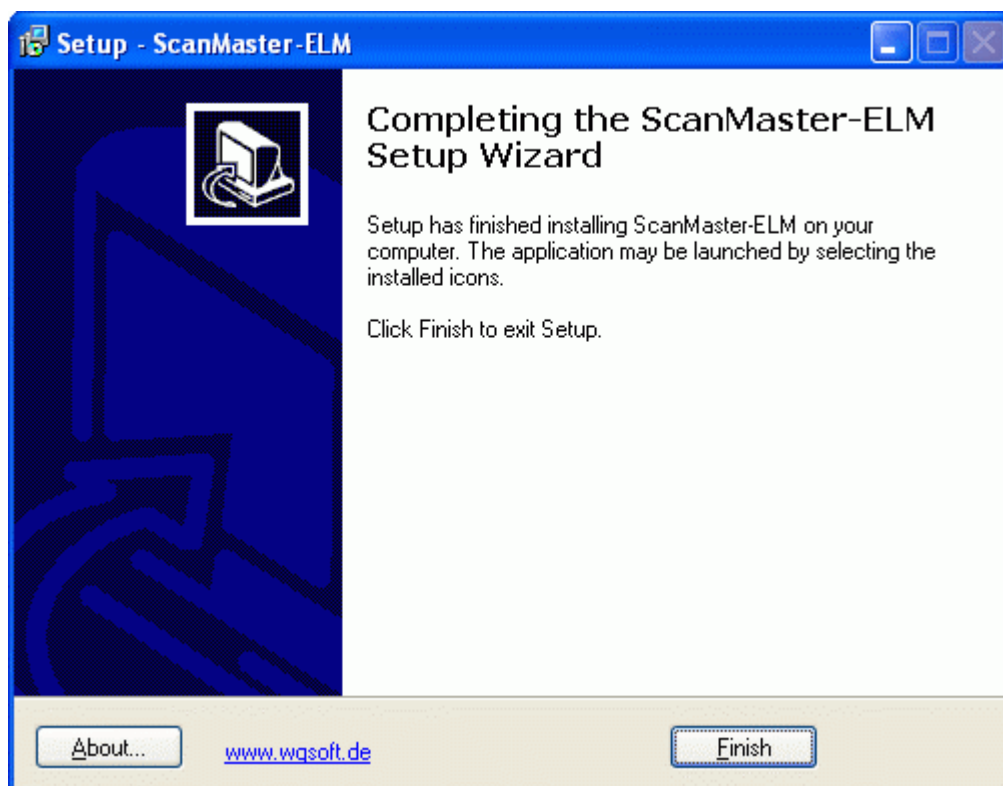 Setup - ScanMaster-ELM
Completing the ScanMaster-ELM
Setup Wizard
Setup has finished installing ScanMaster-ELM on your
computer. The application may be launched by selecting the
installed icons.
Click Finish to exit Setup.
About...
www.wgsoft.de
Finish